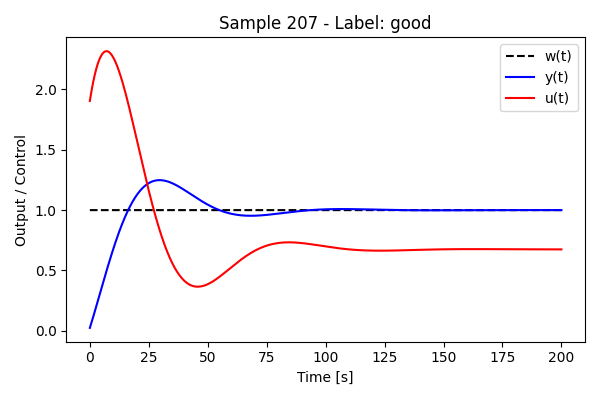 Sample 207 - Label: good
w(t)
y(t)
u(t)
Output / Control
2.0
1.5
1.0
0.5
0.0
0 25 50 75 100 125 150 175 200
Time [s]